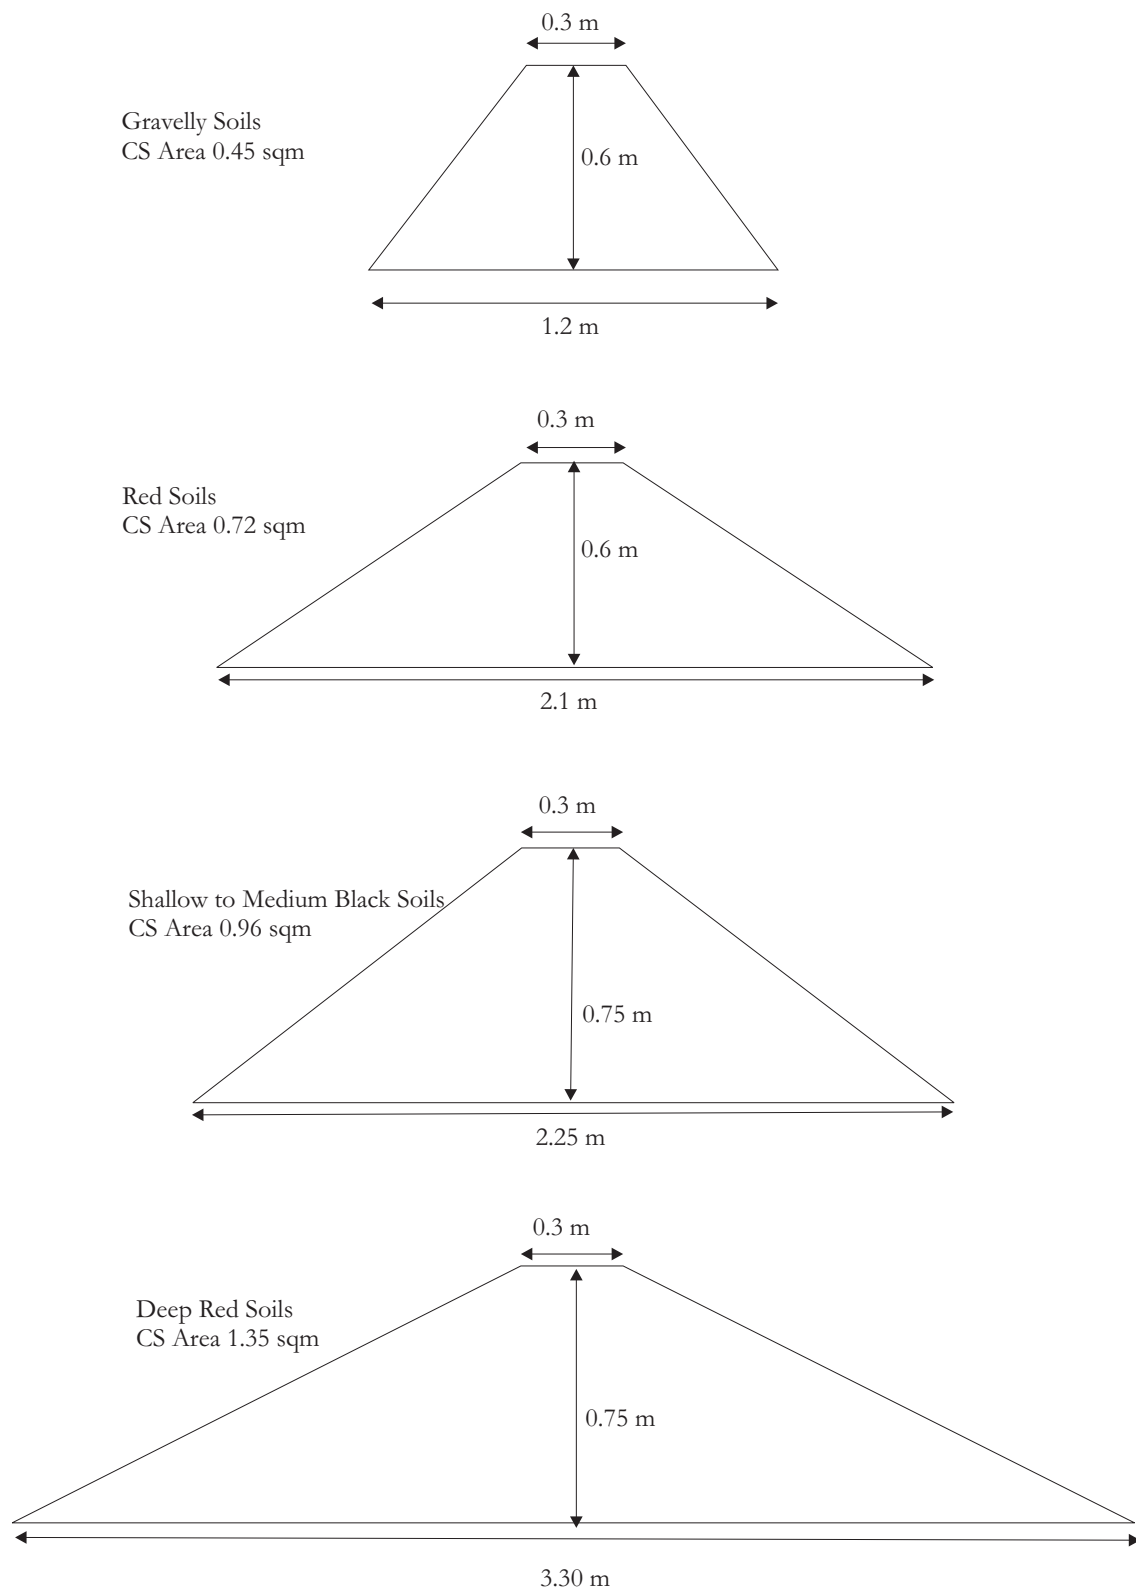 0.3 m
Gravelly Soils
CS Area 0.45 sqm
0.6 m
1.2 m
0.3 m
Red Soils
CS Area 0.72 sqm
0.6 m
2.1 m
0.3 m
Shallow to Medium Black Soils
CS Area 0.96 sqm
0.75 m
2.25 m
0.3 m
Deep Red Soils
CS Area 1.35 sqm
0.75 m
3.30 m